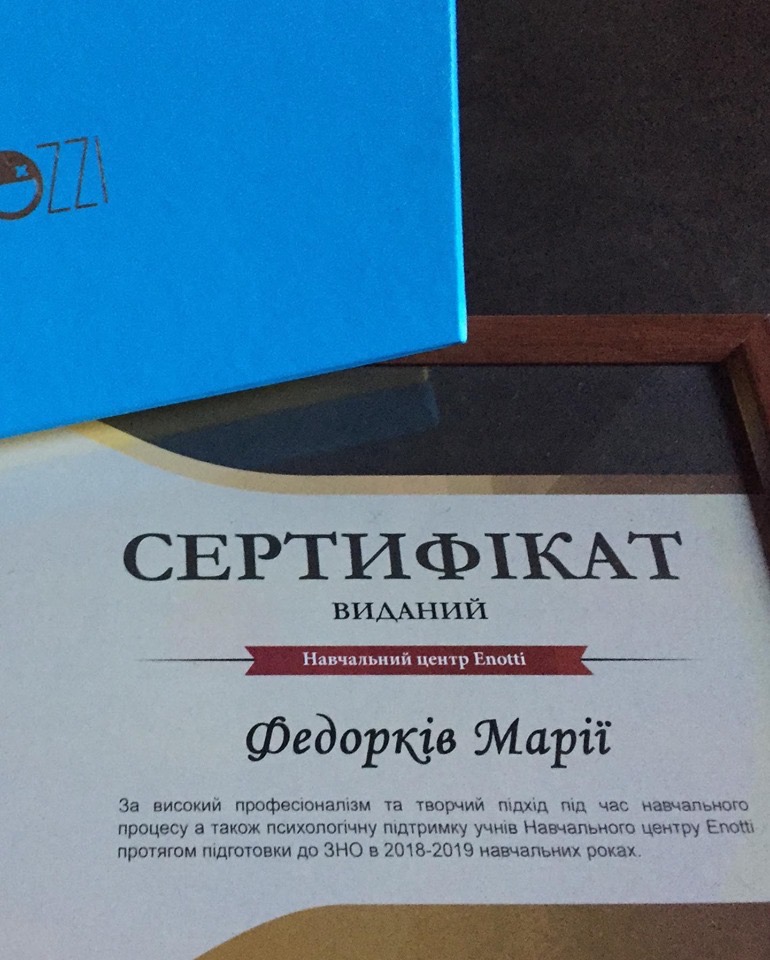 OZZI
СЕРТИФІКАТ
ВИДАНИЙ
Навчальний центр Enotti
Федорків Марії
За високий професіоналізм та творчий підхід під час навчального
процесу а також психологічну підтримку учнів Навчального центру Enotti
протягом підготовки до ЗНО в 2018-2019 навчальних роках.